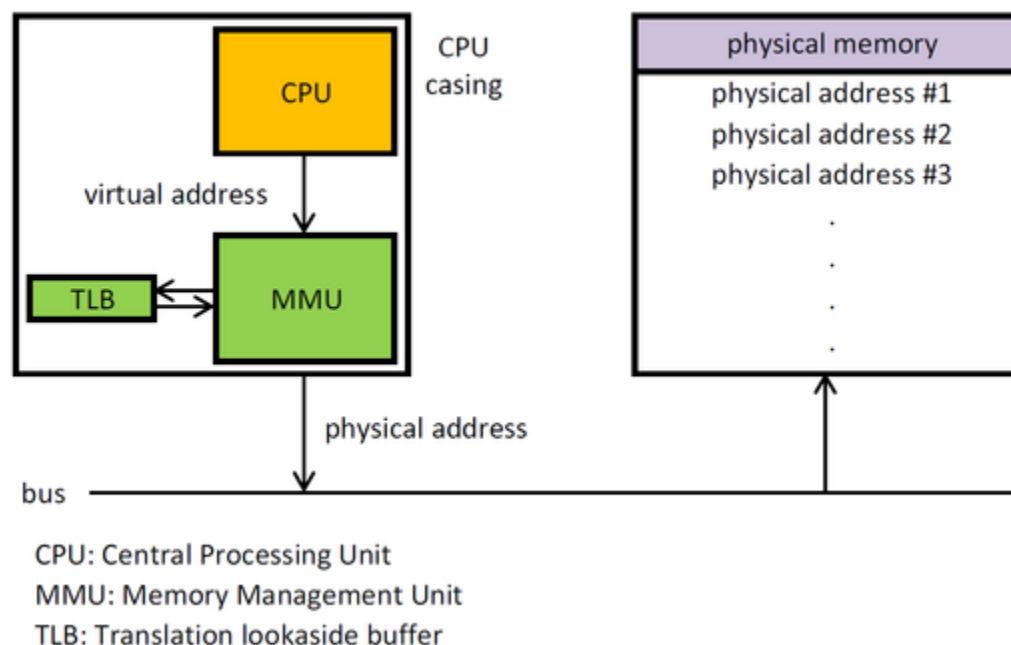 CPU
CPU
casing
virtual address
TLB
MMU
physical address
bus
physical memory
physical address #1
physical address #2
physical address #3
.
.
.
.
CPU: Central Processing Unit
MMU: Memory Management Unit
TLB: Translation lookaside buffer